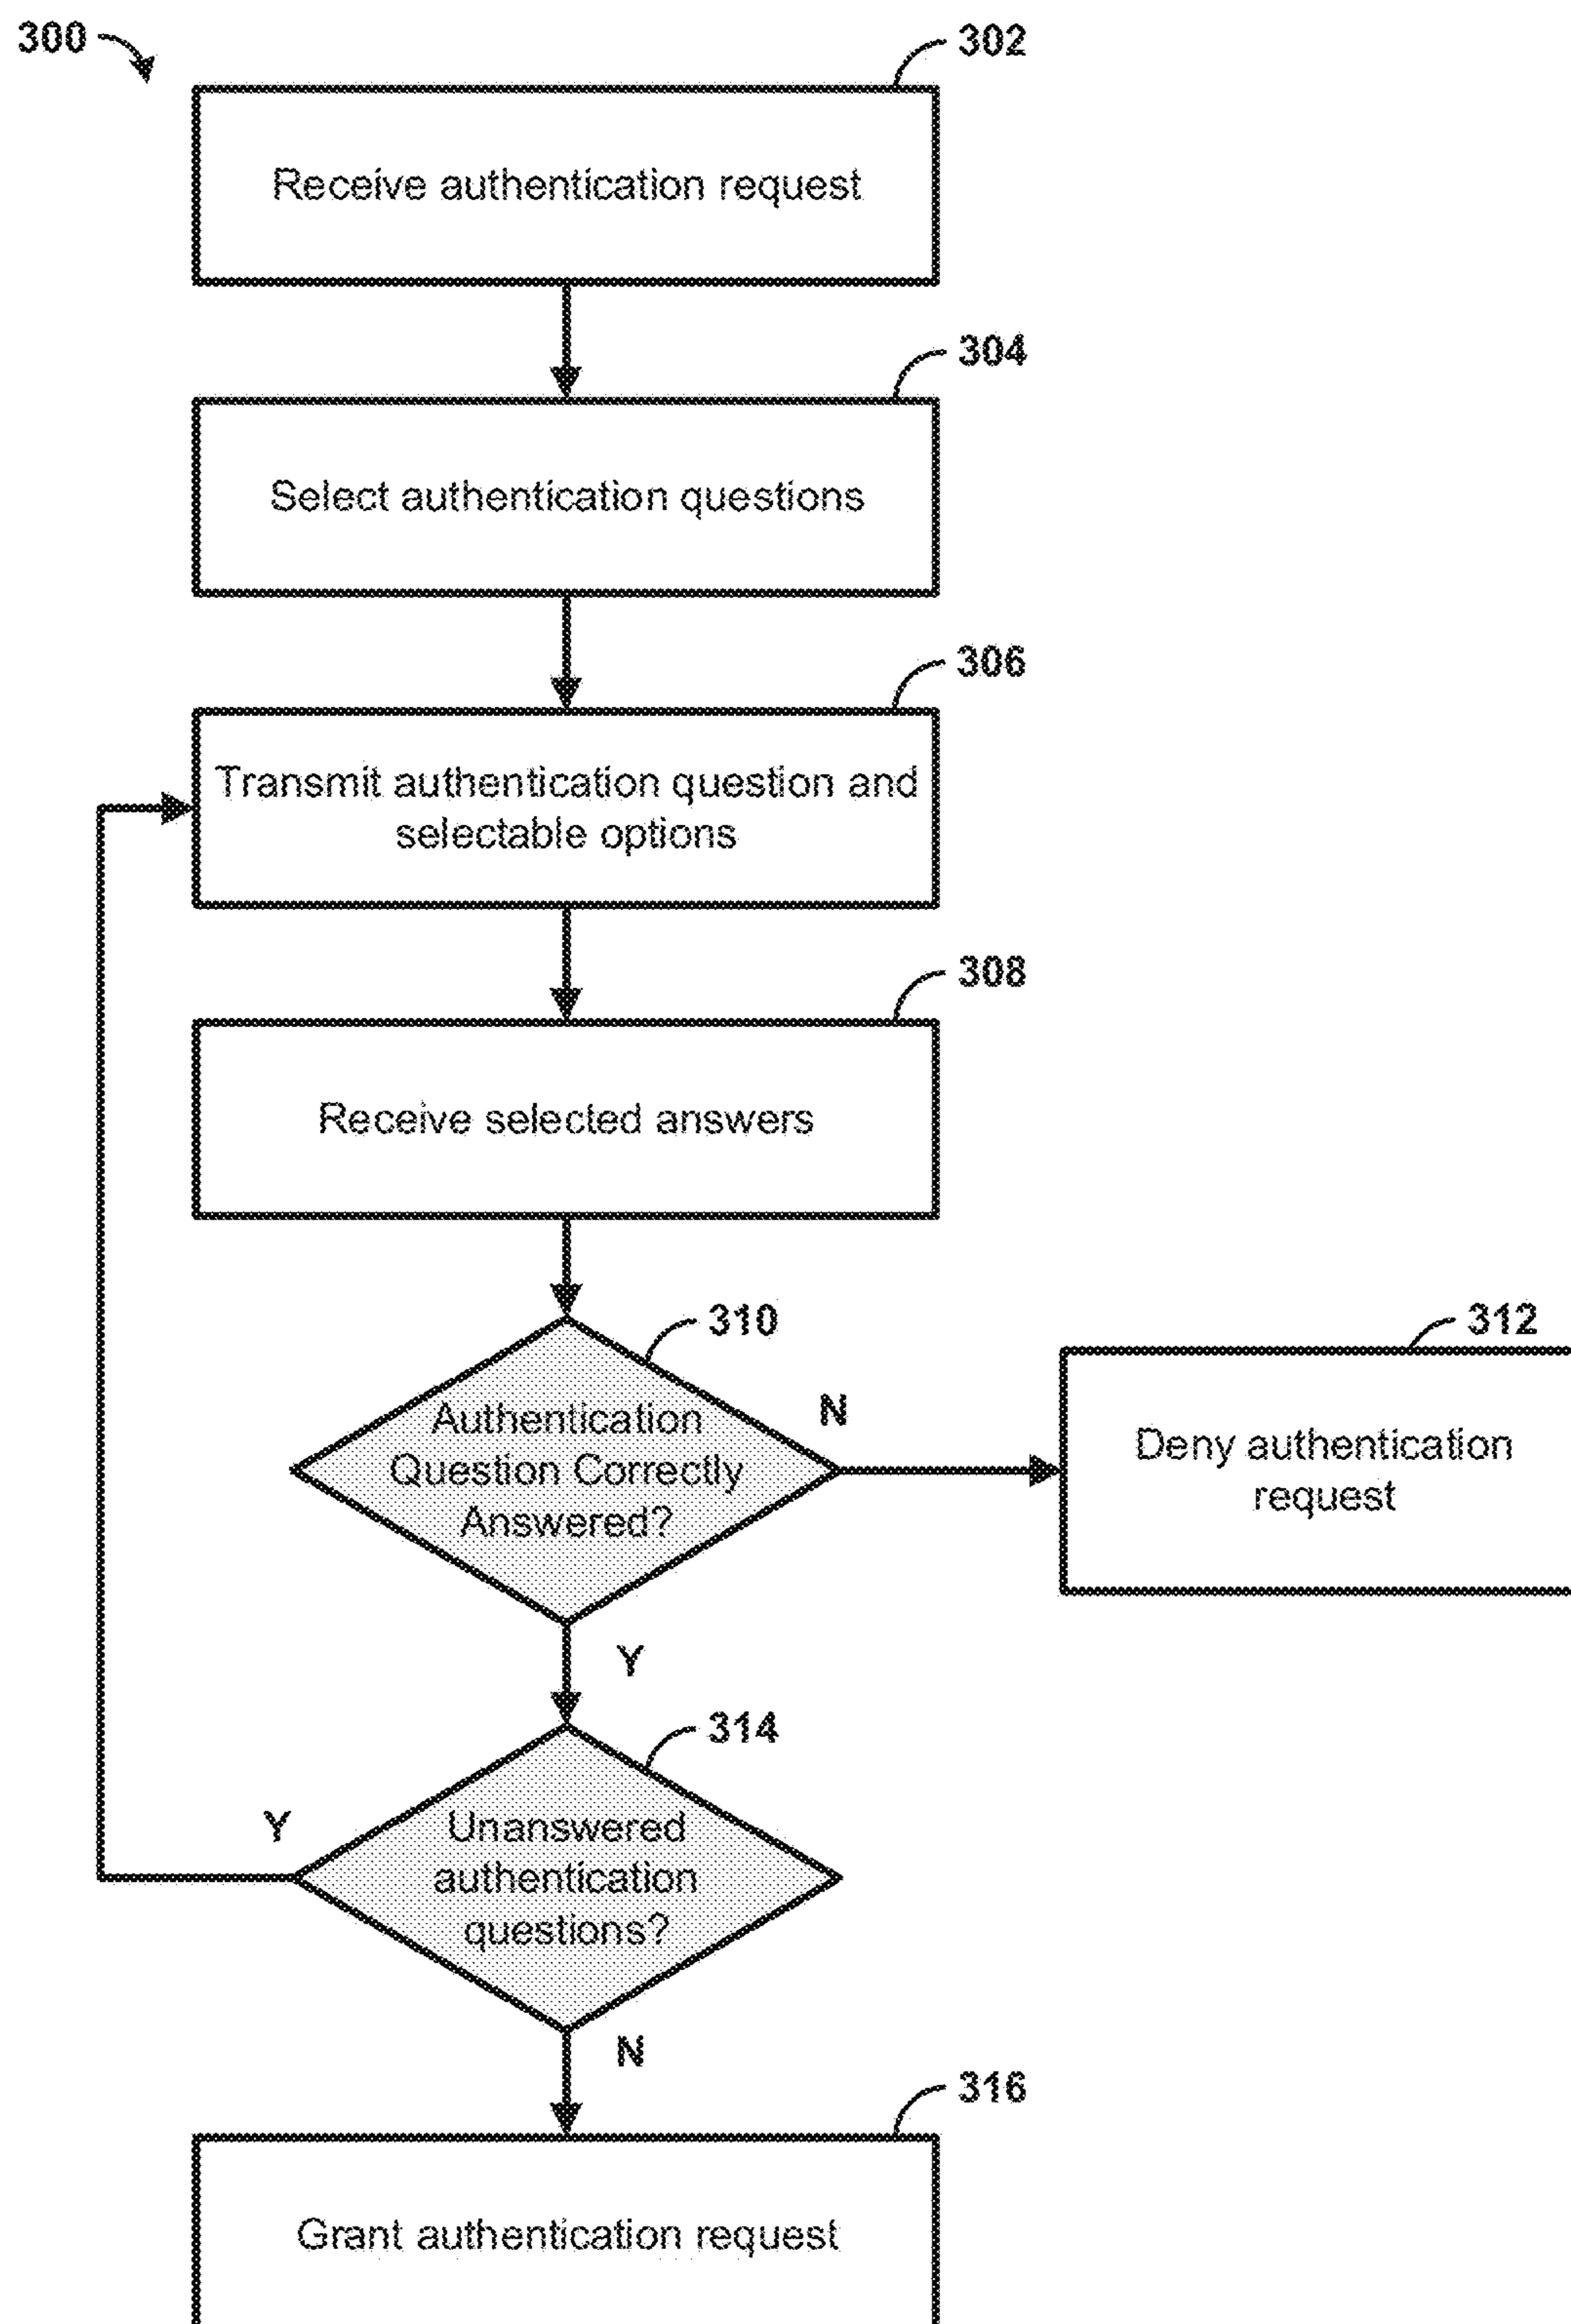 300
302
Receive authentication request
304
Select authentication questions
306
Transmit authentication question and
selectable options
308
Receive selected answers
310
Authentication
Question Correctly
Answered?
N
312
Deny authentication
request
Y
314
Unanswered
authentication
questions?
Y
N
316
Grant authentication request